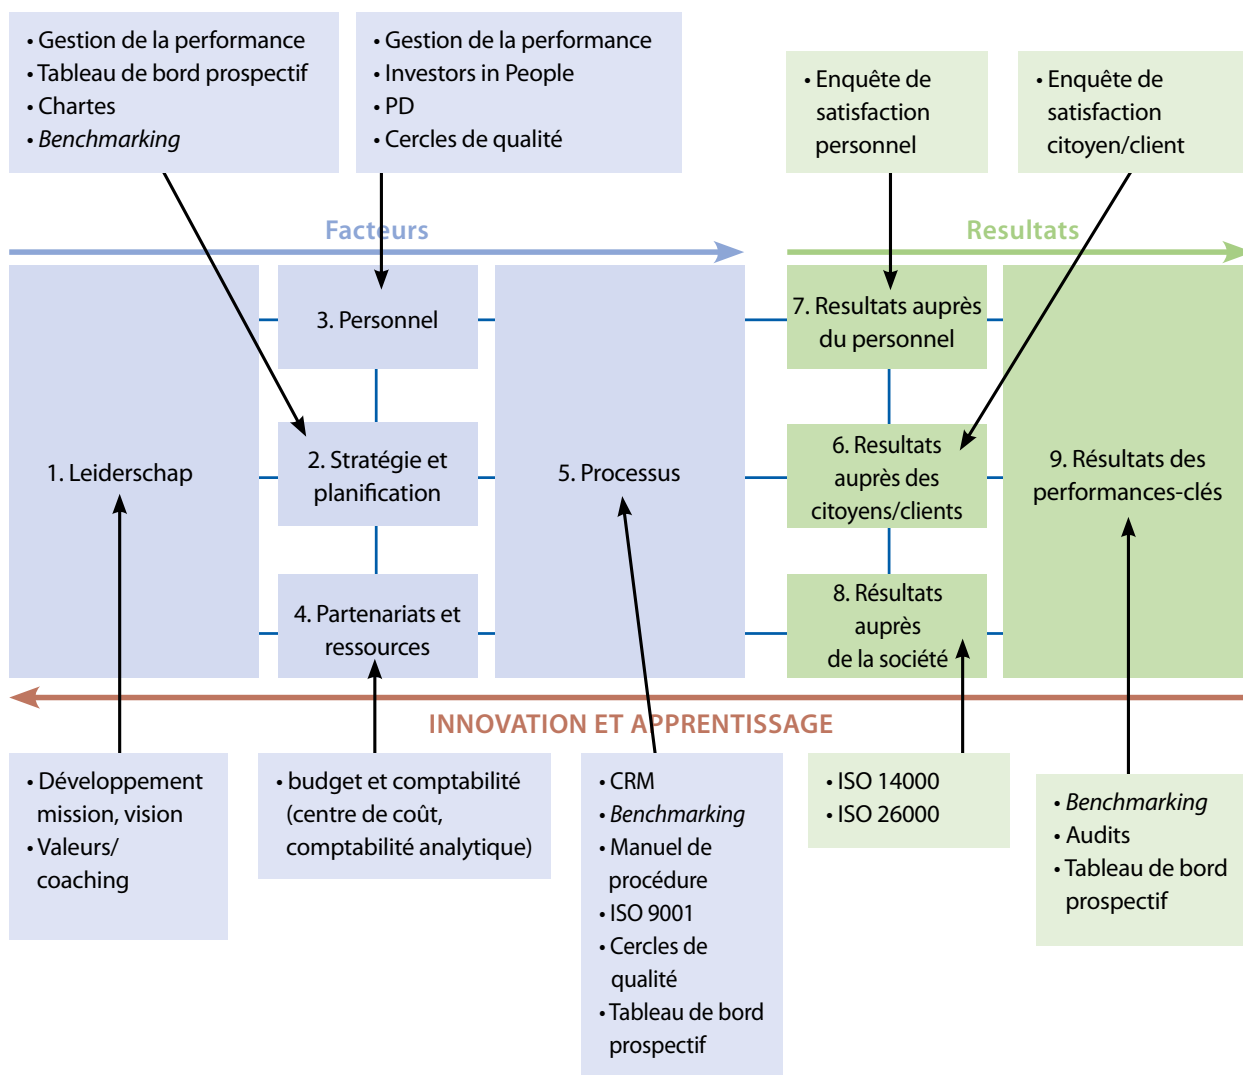 • Gestion de la performance
• Tableau de bord prospectif
• Chartes
• Benchmarking
• Gestion de la performance
• Investors in People
• PD
• Cercles de qualité
• Enquête de
satisfaction
personnel
• Enquête de
satisfaction
citoyen/client
Facteurs
Resultats
1. Leiderschap
3. Personnel
2. Stratégie et
planification
4. Partenariats et
ressources
5. Processus
7. Resultats auprès
du personnel
6. Resultats
auprès des
citoyens/clients
8. Résultats
auprès
de la société
9. Résultats des
performances-clés
INNOVATION ET APPRENTISSAGE
• Développement
mission, vision
• Valeurs/
coaching
• budget et comptabilité
(centre de coût,
comptabilité analytique)
• CRM
• Benchmarking
• Manuel de
procédure
• ISO 9001
• Cercles de
qualité
• Tableau de bord
prospectif
• ISO 14000
• ISO 26000
• Benchmarking
• Audits
• Tableau de bord
prospectif